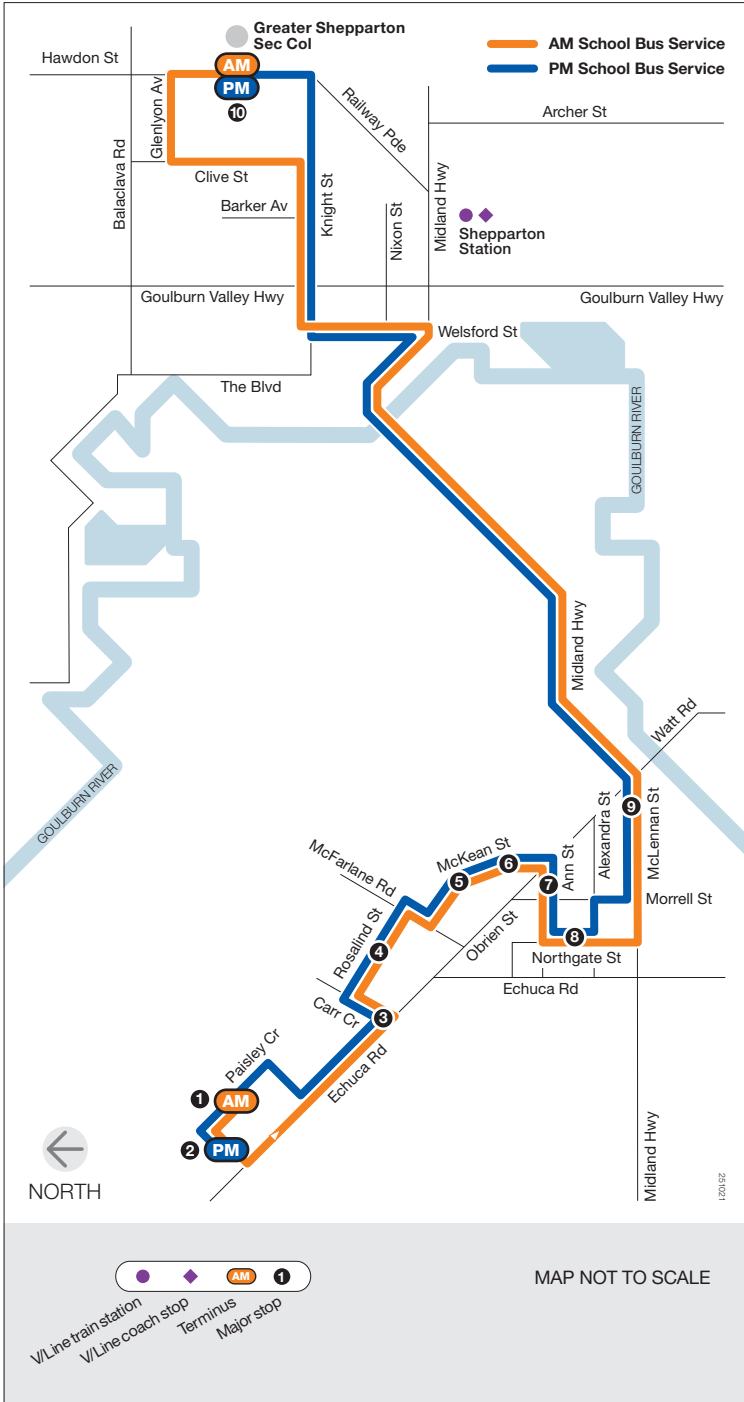 Greater Shepparton
Sec Col
Hawdon St
AM
PM
10
AM School Bus Service
PM School Bus Service
Glenlyon Av
Railway Pde
Archer St
Balaclava Rd
Clive St
Barker Av
Knight St
Nixon St
Midland Hwy
Shepparton
Station
Goulburn Valley Hwy
Goulburn Valley Hwy
Welsford St
The Blvd
GOULBURN RIVER
Midland Hwy
Watt Rd
GOULBURN RIVER
9
McLennan St
Alexandra St
McKean St
McFarlane Rd
6
5
7
Ann St
Morrell St
Rosalind St
4
Obrien St
8
Northgate St
Echuca Rd
Carr Cr
3
Paisley Cr
Echuca Rd
1
AM
2
PM
NORTH
Midland Hwy
251021
AM
1
V/Line train station
V/Line coach stop
Terminus
Major stop
MAP NOT TO SCALE